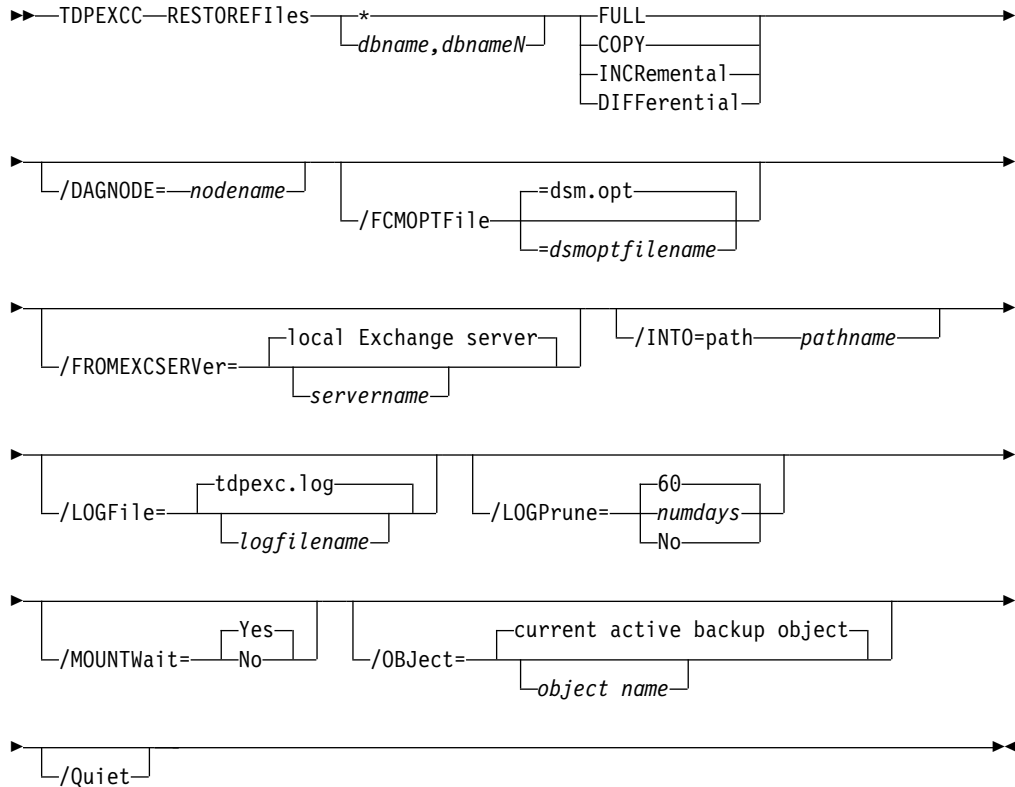 TDPEXCC RESTOREFIles * FULL
dbname,dbnameN COPY
INCRemental
DIFFerential
/DAGNODE= nodename
/FCMOPTFile =dsm.opt
=dsmoptfilename
/FROMEXCSERVer= local Exchange server
servername
/INTO=path pathname
/LOGFile= tdpexc.log
logfilename
/LOGPrune= 60
numdays
No
/MOUNTWait= Yes
No
/OBJect= current active backup object
object name
/Quiet